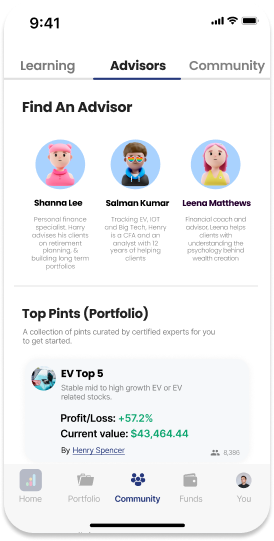 9:41
Learning Advisors Community
Find An Advisor
Shanna Lee
Personal finance
specialist, Harry
advises his clients
on retirement
planning, &
building long term
portfolios
Salman Kumar
Tracking EV, IOT
and Big Tech, Henry
is a CFA and an
analyst with 12
years of helping
clients
Leena Matthews
Financial coach and
advisor, Leena helps
clients with
understanding the
psychology behind
wealth creation
Top Pints (Portfolio)
A collection of pints curated by certified experts for you
to get started.
EV Top 5
Stable mid to high growth EV or EV
related stocks.
Profit/Loss: +57.2%
Current value: $43,464.44
By Henry Spencer
8,386
Home Portfolio Community Funds You